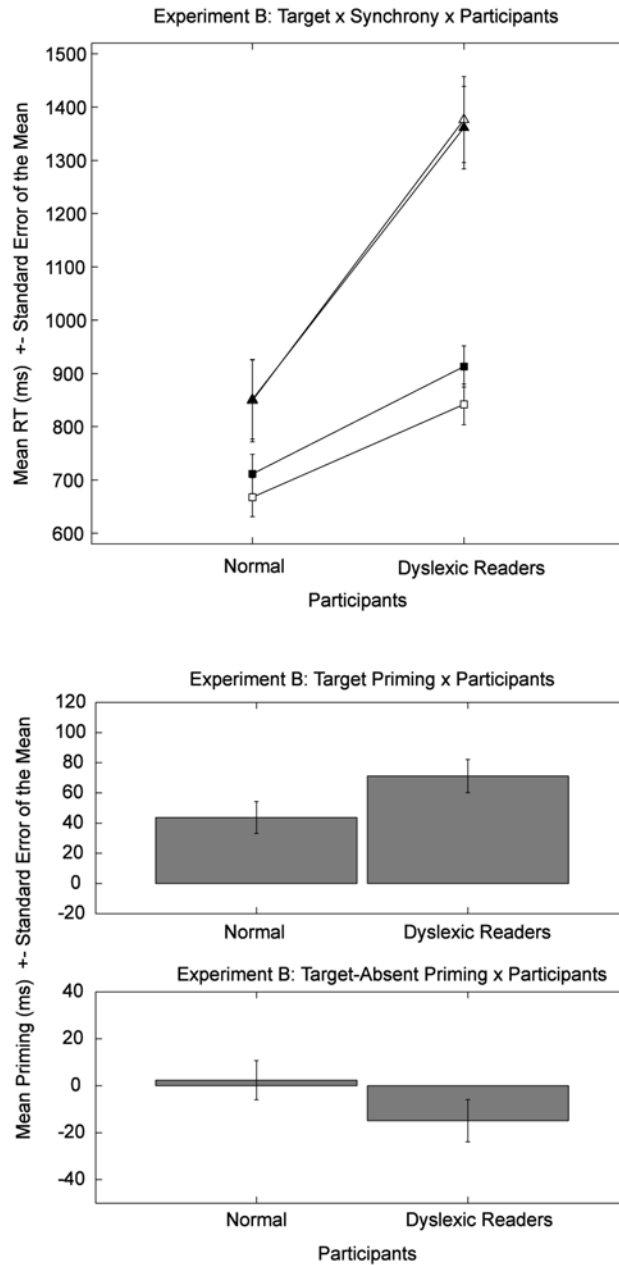 Experiment B: Target x Synchrony x Participants
Mean RT (ms) +- Standard Error of the Mean
1500
1400
1300
1200
1100
1000
900
800
700
600
Normal Dyslexic Readers
Participants
Experiment B: Target Priming x Participants
Mean Priming (ms) +- Standard Error of the Mean
120
100
80
60
40
20
0
-20
Normal Dyslexic Readers
Experiment B: Target-Absent Priming x Participants
40
20
0
-20
-40
Normal Dyslexic Readers
Participants